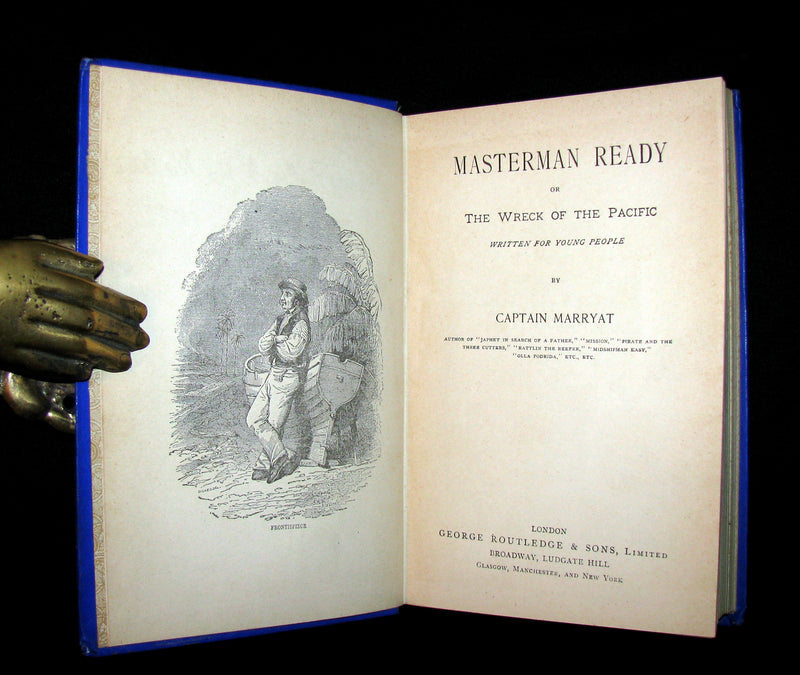 FRONTISPIECE
MASTERMAN READY
OR
THE WRECK OF THE PACIFIC
WRITTEN FOR YOUNG PEOPLE
BY
CAPTAIN MARRYAT
AUTHOR OF "JAPHET IN SEARCH OF A FATHER," "MISSION," "PIRATE AND THE
THREE CUTTERS," "RATTLIN THE REEFER," "MIDSHIPMAN EASY,"
"OLLA PODRIDA," ETC., ETC.
LONDON
GEORGE ROUTLEDGE & SONS, LIMITED
BROADWAY, LUDGATE HILL
GLASGOW, MANCHESTER, AND NEW YORK